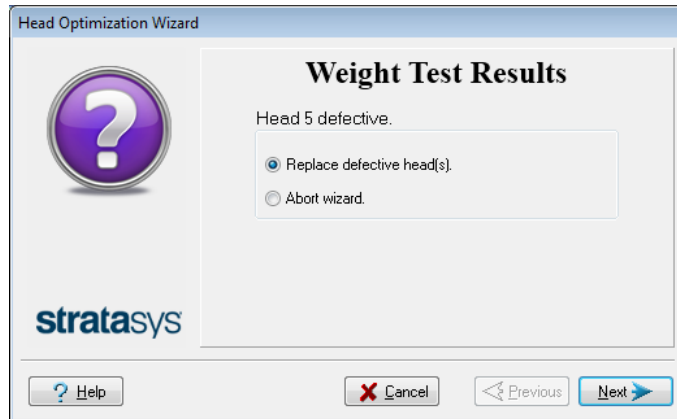 Head Optimization Wizard
Weight Test Results
Head 5 defective.
Replace defective head(s).
Abort wizard.
stratasys
? Help
Cancel
Previous
Next